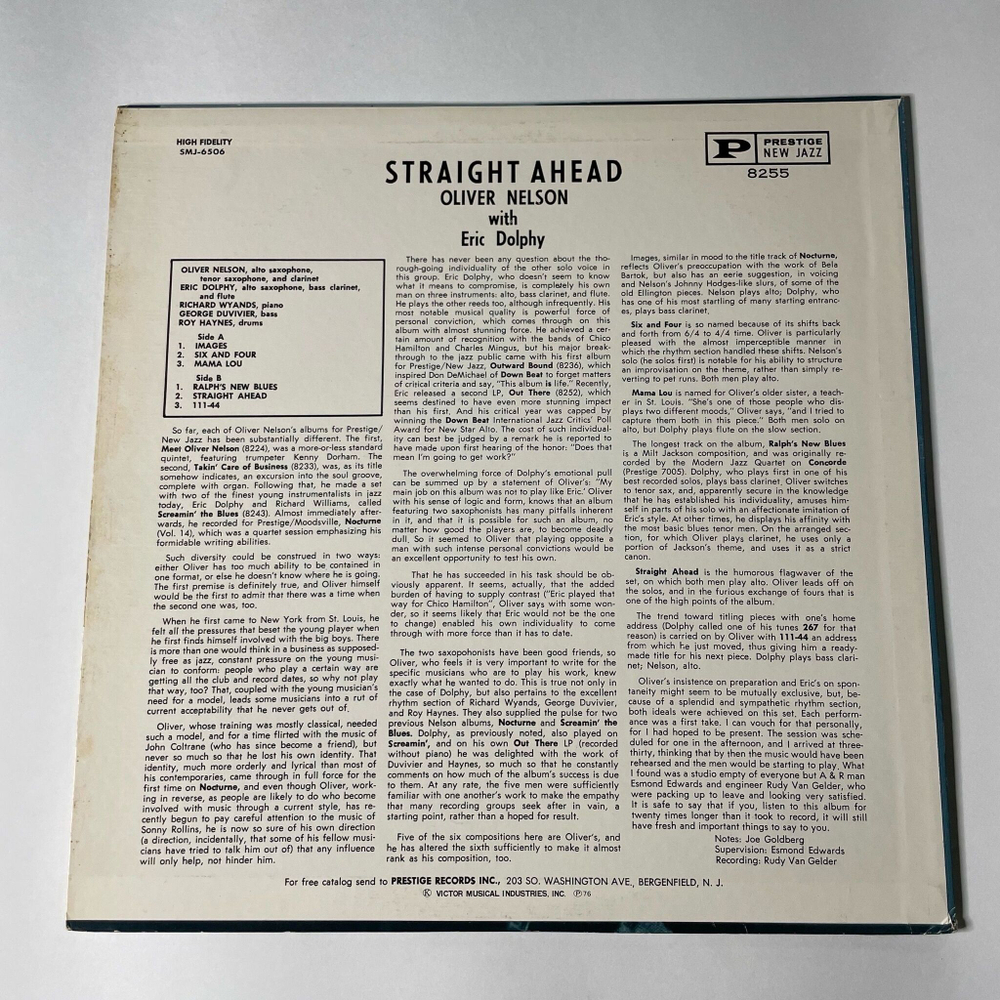 HIGH FIDELITY
SMJ-6506
P PRESTIGE
NEW JAZZ
8255
STRAIGHT AHEAD
OLIVER NELSON
with
Eric Dolphy
OLIVER NELSON, alto saxophone,
tenor saxophone, and clarinet
ERIC DOLPHY, alto saxophone, bass clarinet,
and flute
RICHARD WYANDS, piano
GEORGE DUVIVIER, bass
ROY HAYNES, drums
Side A
1. IMAGES
2. SIX AND FOUR
3. MAMA LOU
Side B
1. RALPH'S NEW BLUES
2. STRAIGHT AHEAD
3. 111-44
So far, each of Oliver Nelson's albums for Prestige/
New Jazz has been substantially different. The first,
Meet Oliver Nelson (8224), was a more-or-less standard
quintet, featuring trumpeter Kenny Dorham. The
second, Takin' Care of Business (8233), was, as its title
somehow indicates, an excursion into the soul groove,
complete with organ. Following that, he made a set
with two of the finest young instrumentalists in jazz
today, Eric Dolphy and Richard Williams, called
Screamin' the Blues (8243). Almost immediately after-
wards, he recorded for Prestige/Moodsville, Nocturne
(Vol. 14), which was a quartet session emphasizing his
formidable writing abilities.
Such diversity could be construed in two ways:
either Oliver has too much ability to be contained in
one format, or else he doesn't know where he is going.
The first premise is definitely true, and Oliver himself
would be the first to admit that there was a time when
the second one was, too.
When he first came to New York from St. Louis, he
felt all the pressures that beset the young player when
he first finds himself involved with the big boys. There
is more than one would think in a business as supposed-
ly free as jazz, constant pressure on the young musi-
cian to conform: people who play a certain way are
getting all the club and record dates, so why not play
that way, too? That, coupled with the young musician's
need for a model, leads some musicians into a rut of
current acceptability that he never gets out of.
Oliver, whose training was mostly classical, needed
such a model, and for a time flirted with the music of
John Coltrane (who has since become a friend), but
never so much so that he lost his own identity. That
identity, much more orderly and lyrical than most of
his contemporaries, came through in full force for the
first time on Nocturne, and even though Oliver, work-
ing in reverse, as people are likely to do who become
involved with music through a current style, has re-
cently begun to pay careful attention to the music of
Sonny Rollins, he is now so sure of his own direction
(a direction, incidentally, that some of his fellow musi-
cians have tried to talk him out of) that any influence
will only help, not hinder him.
There has never been any question about the tho-
rough-going individuality of the other solo voice in
this group. Eric Dolphy, who doesn't seem to know
what it means to compromise, is completely his own
man on three instruments: alto, bass clarinet, and flute.
He plays the other reeds too, although infrequently. His
most notable musical quality is powerful force of
personal conviction, which comes through on this
album with almost stunning force. He achieved a cer-
tain amount of recognition with the bands of Chico
Hamilton and Charles Mingus, but his major break-
through to the jazz public came with his first album
for Prestige/New Jazz, Outward Bound (8236), which
inspired Don DeMichael of Down Beat to forget matters
of critical criteria and say, "This album is life." Recently,
Eric released a second LP, Out There (8252), which
seems destined to have even more stunning impact
than his first. And his critical year was capped by
winning the Down Beat International Jazz Critics' Poll
Award for New Star Alto. The cost of such individual-
ity can best be judged by a remark he is reported to
have made upon first hearing of the honor: "Does that
mean I'm going to get work?"
The overwhelming force of Dolphy's emotional pull
can be summed up by a statement of Oliver's: "My
main job on this album was not to play like Eric.' Oliver
with his sense of logic and form, knows that an album
featuring two saxophonists has many pitfalls inherent
in it, and that it is possible for such an album, no
matter how good the players are, to become deadly
dull. So it seemed to Oliver that playing opposite a
man with such intense personal convictions would be
an excellent opportunity to test his own.
That he has succeeded in his task should be ob-
viously apparent. It seems, actually, that the added
burden of having to supply contrast ("Eric played that
way for Chico Hamilton", Oliver says with some won-
der, so it seems likely that Eric would not be the one
to change) enabled his own individuality to come
through with more force than it has to date.
The two saxopohonists have been good friends, so
Oliver, who feels it is very important to write for the
specific musicians who are to play his work, knew
exactly what he wanted to do. This is true not only in
the case of Dolphy, but also pertains to the excellent
rhythm section of Richard Wyands, George Duvivier,
and Roy Haynes. They also supplied the pulse for two
previous Nelson albums, Nocturne and Screamin' the
Blues. Dolphy, as previously noted, also played on
Screamin', and on his own Out There LP (recorded
without piano) he was delighted with the work of
Duvivier and Haynes, so much so that he constantly
comments on how much of the album's success is due
to them. At any rate, the five men were sufficiently
familiar with one another's work to make the empathy
that many recording groups seek after in vain, a
starting point, rather than a hoped for result.
Five of the six compositions here are Oliver's, and
he has altered the sixth sufficiently to make it almost
rank as his composition, too.
Images, similar in mood to the title track of Nocturne,
reflects Oliver's preoccupation with the work of Bela
Bartok, but also has an eerie suggestion, in voicing
and Nelson's Johnny Hodges-like slurs, of some of the
old Ellington pieces. Nelson plays alto; Dolphy, who
has one of his most startling of many starting entranc-
es, plays bass clarinet.
Six and Four is so named because of its shifts back
and forth from 6/4 to 4/4 time. Oliver is particularly
pleased with the almost imperceptible manner in
which the rhythm section handled these shifts. Nelson's
solo (he solos first) is notable for his ability to structure
an improvisation on the theme, rather than simply re-
verting to pet runs. Both men play alto.
Mama Lou is named for Oliver's older sister, a teach-
er in St. Louis. "She's one of those people who dis-
plays two different moods," Oliver says, "and I tried to
capture them both in this piece." Both men solo on
alto, but Dolphy plays flute on the slow section.
The longest track on the album, Ralph's New Blues
is a Milt Jackson composition, and was originally re-
corded by the Modern Jazz Quartet on Concorde
(Prestige 7005). Dolphy, who plays first in one of his
best recorded solos, plays bass clarinet. Oliver switches
to tenor sax, and, apparently secure in the knowledge
that he has established his individuality, amuses him-
self in parts of his solo with an affectionate imitation of
Eric's style. At other times, he displays his affinity with
the most basic blues tenor men. On the arranged sec-
tion, for which Oliver plays clarinet, he uses only a
portion of Jackson's theme, and uses it as a strict
canon.
Straight Ahead is the humorous flagwaver of the
set, on which both men play alto. Oliver leads off on
the solos, and in the furious exchange of fours that is
one of the high points of the album.
The trend toward titling pieces with one's home
address (Dolphy called one of his tunes 267 for that
reason) is carried on by Oliver with 111-44 an address
from which he just moved, thus giving him a ready-
made title for his next piece. Dolphy plays bass clari-
net; Nelson, alto.
Oliver's insistence on preparation and Eric's on spon-
taneity might seem to be mutually exclusive, but, be-
cause of a splendid and sympathetic rhythm section,
both ideals were achieved on this set. Each perform-
ance was a first take. I can vouch for that personally,
for I had hoped to be present. The session was sche-
duled for one in the afternoon, and I arrived at three-
thirty, thinking that by then the music would have been
rehearsed and the men would be starting to play. What
I found was a studio empty of everyone but A & R man
Esmond Edwards and engineer Rudy Van Gelder, who
were packing up to leave and looking very satisfied.
It is safe to say that if you, listen to this album for
twenty times longer than it took to record, it will still
have fresh and important things to say to you.
Notes: Joe Goldberg
Supervision: Esmond Edwards
Recording: Rudy Van Gelder
For free catalog send to PRESTIGE RECORDS INC., 203 SO. WASHINGTON AVE., BERGENFIELD, N. J.
Ⓚ VICTOR MUSICAL INDUSTRIES, INC. Ⓟ76